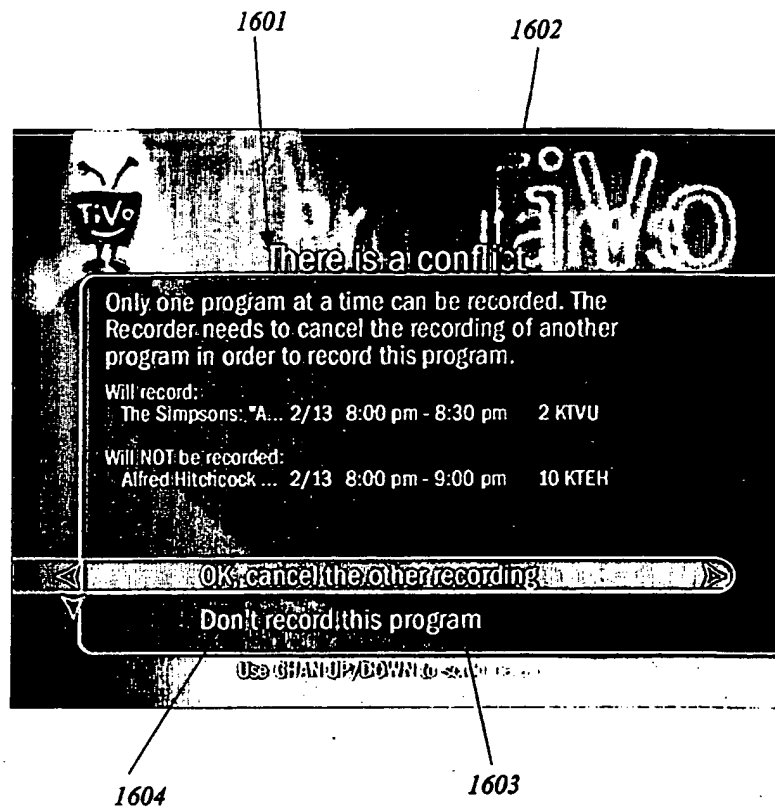 1601
1602
TiVo
TiVo
There is a conflict
Only one program at a time can be recorded. The
Recorder needs to cancel the recording of another
program in order to record this program.
Will record:
The Simpsons: "A... 2/13 8:00 pm - 8:30 pm 2 KTVU
Will NOT be recorded:
Alfred Hitchcock ... 2/13 8:00 pm - 9:00 pm 10 KTEH
OK, cancel the other recording
Don't record this program
Use CHAN UP/DOWN to
1604
1603